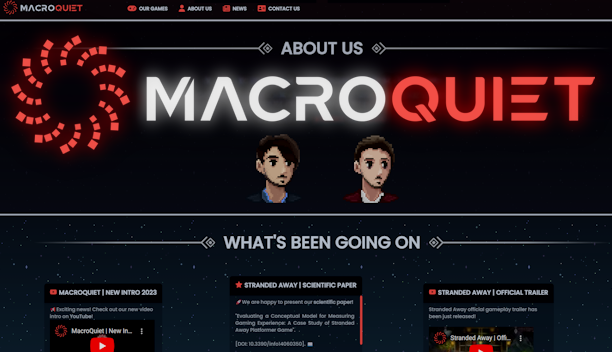 MACROQUIET
OUR GAMES
ABOUT US
NEWS
CONTACT US
ABOUT US
MACROQUIET
WHAT'S BEEN GOING ON
MACROQUIET | NEW INTRO 2023
Exciting news! Check out our new video
intro on YouTube!
MacroQuiet | New In...
STRANDED AWAY | SCIENTIFIC PAPER
We are happy to present our scientific paper!
"Evaluating a Conceptual Model for Measuring
Gaming Experience: A Case Study of Stranded
Away Platformer Game".
[DOI: 10.3390/info14060350].
STRANDED AWAY | OFFICIAL TRAILER
Stranded Away official gameplay trailer has
just been released!
Stranded Away | Offi...